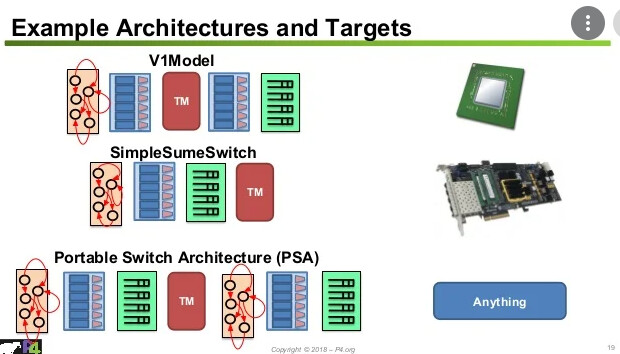 Example Architectures and Targets
V1Model
TM
SimpleSumeSwitch
TM
Portable Switch Architecture (PSA)
TM
Anything
P4
Copyright © 2018 – P4.org
19